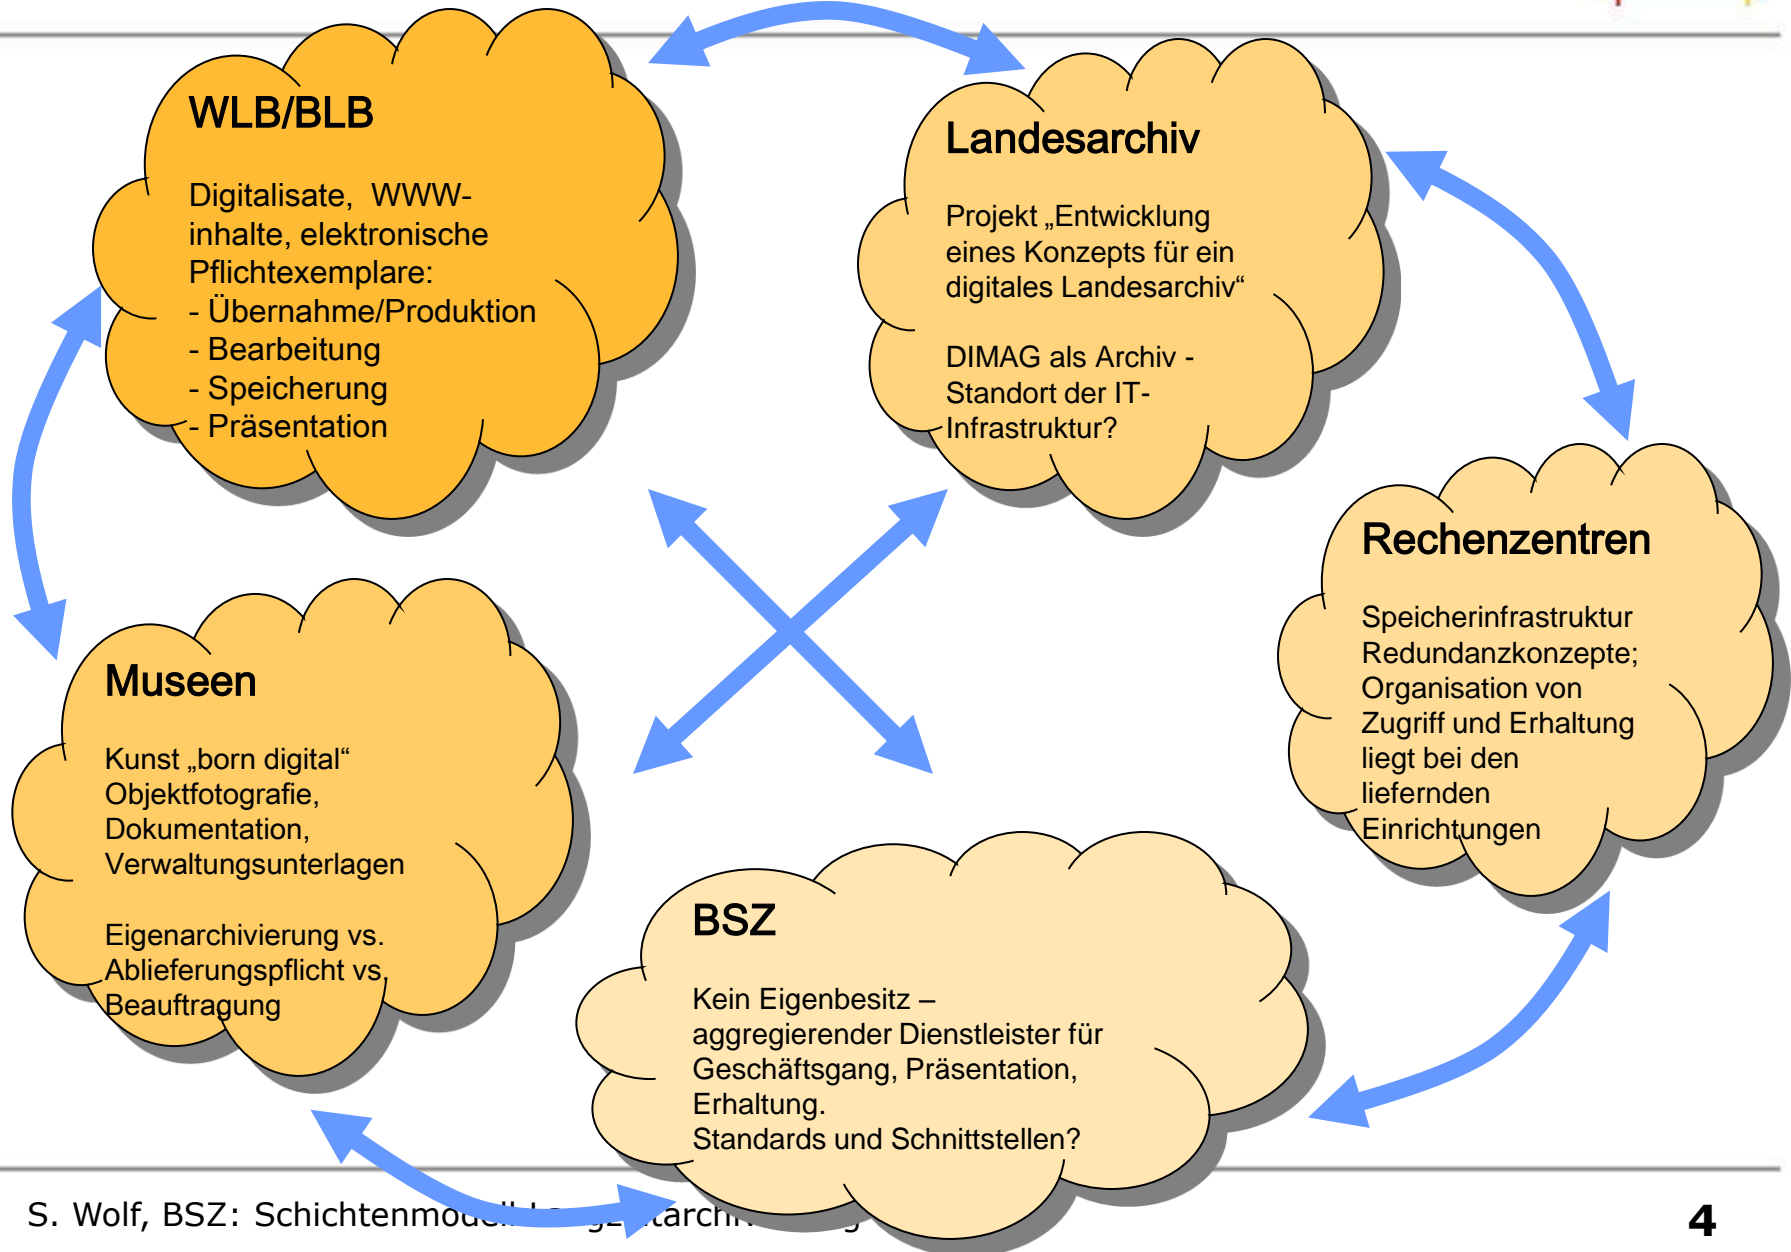 WLB/BLB
Digitalisate, WWW-
inhalte, elektronische
Pflichtexemplare:
- Übernahme/Produktion
- Bearbeitung
- Speicherung
- Präsentation
Landesarchiv
Projekt „Entwicklung
eines Konzepts für ein
digitales Landesarchiv“
DIMAG als Archiv -
Standort der IT-
Infrastruktur?
Rechenzentren
Speicherinfrastruktur
Redundanzkonzepte;
Organisation von
Zugriff und Erhaltung
liegt bei den
liefernden
Einrichtungen
Museen
Kunst „born digital“
Objektfotografie,
Dokumentation,
Verwaltungsunterlagen
Eigenarchivierung vs.
Ablieferungspflicht vs.
Beauftragung
BSZ
Kein Eigenbesitz –
aggregierender Dienstleister für
Geschäftsgang, Präsentation,
Erhaltung.
Standards und Schnittstellen?
S. Wolf, BSZ: Schichtenmodell
4